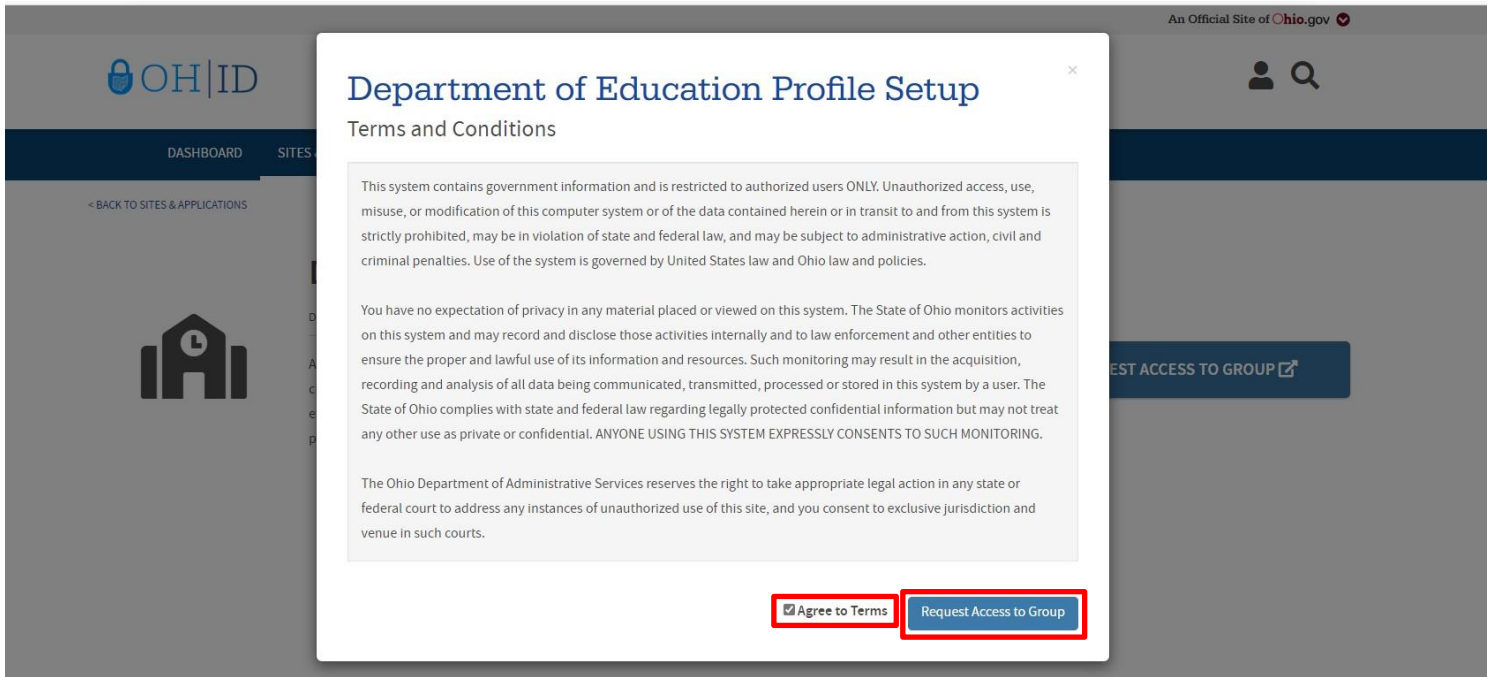 An Official Site of Ohio.gov
OH|ID
Department of Education Profile Setup
×
Terms and Conditions
DASHBOARD
SITES
< BACK TO SITES & APPLICATIONS
This system contains government information and is restricted to authorized users ONLY. Unauthorized access, use,
misuse, or modification of this computer system or of the data contained herein or in transit to and from this system is
strictly prohibited, may be in violation of state and federal law, and may be subject to administrative action, civil and
criminal penalties. Use of the system is governed by United States law and Ohio law and policies.
You have no expectation of privacy in any material placed or viewed on this system. The State of Ohio monitors activities
on this system and may record and disclose those activities internally and to law enforcement and other entities to
ensure the proper and lawful use of its information and resources. Such monitoring may result in the acquisition,
recording and analysis of all data being communicated, transmitted, processed or stored in this system by a user. The
State of Ohio complies with state and federal law regarding legally protected confidential information but may not treat
any other use as private or confidential. ANYONE USING THIS SYSTEM EXPRESSLY CONSENTS TO SUCH MONITORING.
The Ohio Department of Administrative Services reserves the right to take appropriate legal action in any state or
federal court to address any instances of unauthorized use of this site, and you consent to exclusive jurisdiction and
venue in such courts.
EST ACCESS TO GROUP
Agree to Terms
Request Access to Group